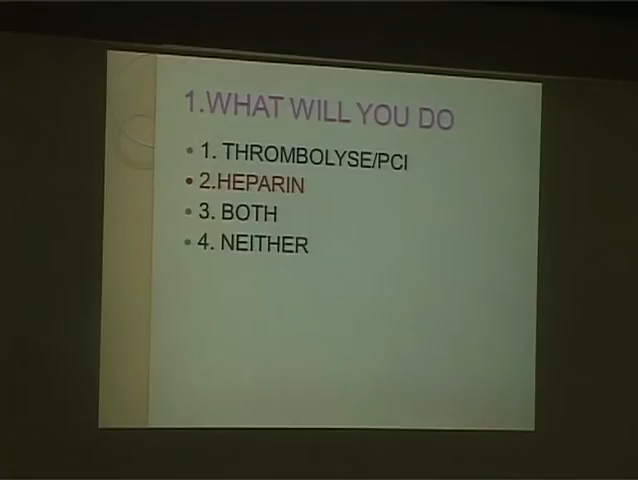 1.WHAT WILL YOU DO
• 1. THROMBOLYSE/PCI
• 2.HEPARIN
• 3. BOTH
• 4. NEITHER